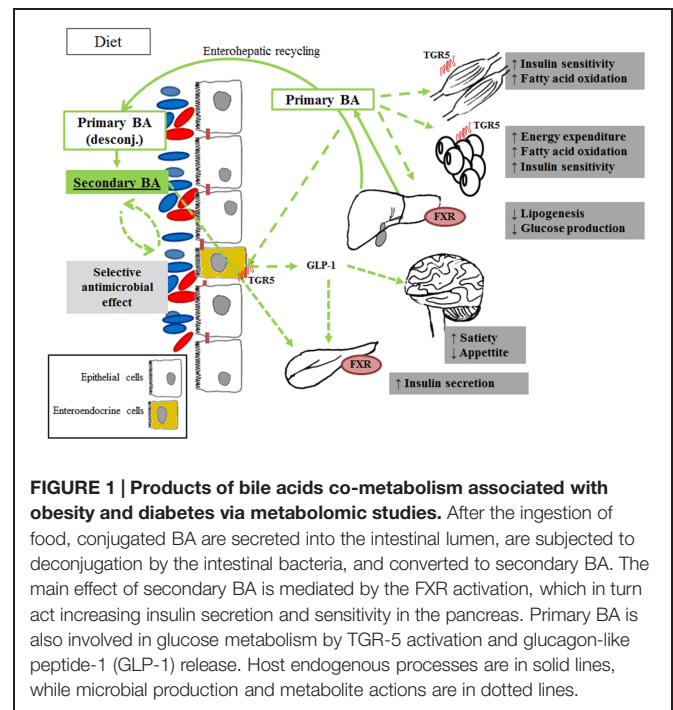 Diet
Enterohepatic recycling
TGR5
↑ Insulin sensitivity
↑ Fatty acid oxidation
Primary BA
Primary BA
(desconj.)
TGR5
↑ Energy expenditure
↑ Fatty acid oxidation
↑ Insulin sensitivity
Secondary BA
FXR
↓ Lipogenesis
↓ Glucose production
Selective
antimicrobial
effect
TGR5
GLP-1
↑ Satiety
↓ Appettite
FXR
↑ Insulin secretion
Epithelial cells
Enteroendocrine cells
FIGURE 1 | Products of bile acids co-metabolism associated with
obesity and diabetes via metabolomic studies. After the ingestion of
food, conjugated BA are secreted into the intestinal lumen, are subjected to
deconjugation by the intestinal bacteria, and converted to secondary BA. The
main effect of secondary BA is mediated by the FXR activation, which in turn
act increasing insulin secretion and sensitivity in the pancreas. Primary BA is
also involved in glucose metabolism by TGR-5 activation and glucagon-like
peptide-1 (GLP-1) release. Host endogenous processes are in solid lines,
while microbial production and metabolite actions are in dotted lines.